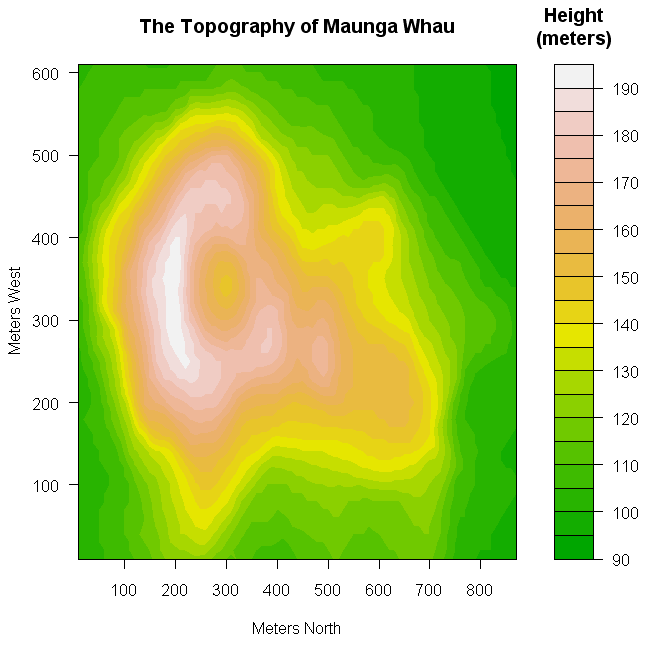 The Topography of Maunga Whau
Height
(meters)
600
500
400
300
200
100
Meters West
100 200 300 400 500 600 700 800
Meters North
190
180
170
160
150
140
130
120
110
100
90